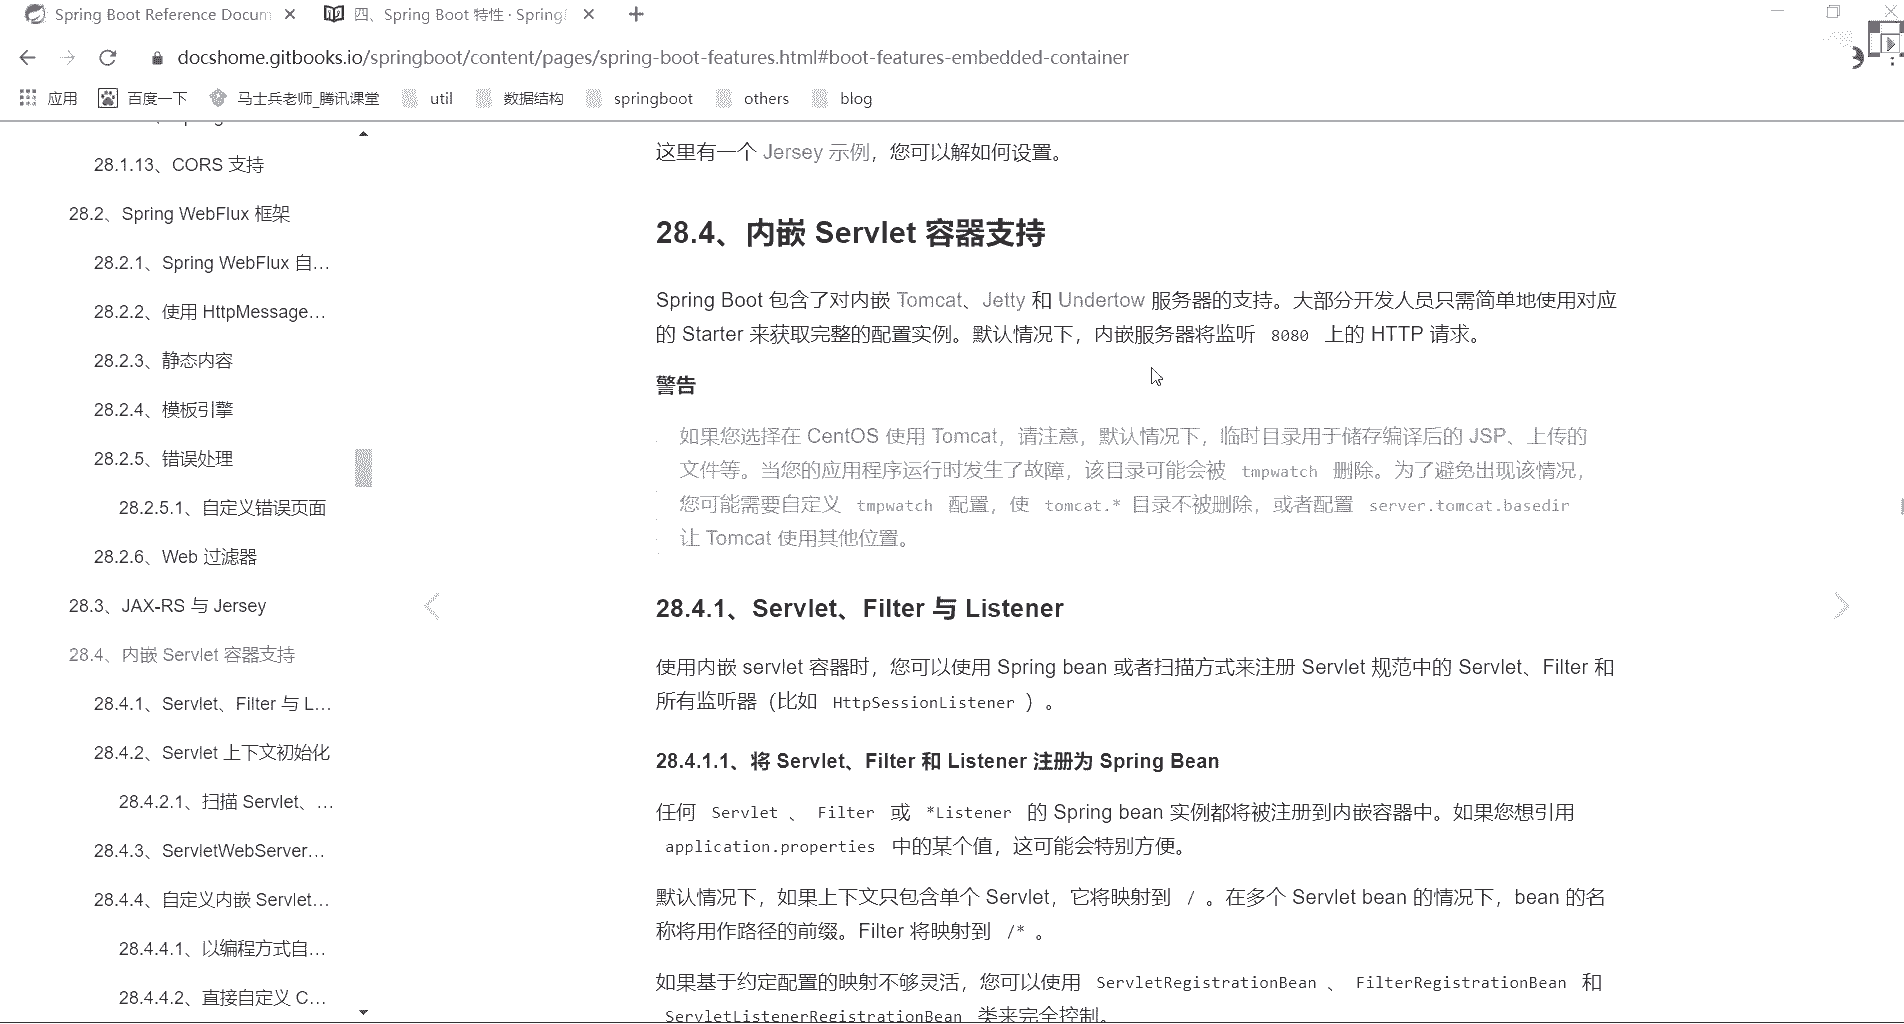 Spring Boot Reference Docum
四、Spring Boot 特性 · Spring
docshome.gitbooks.io/springboot/content/pages/spring-boot-features.html#boot-features-embedded-container
应用 百度一下 马士兵老师_腾讯课堂 util 数据结构 springboot others blog
28.1.13、CORS 支持
28.2、Spring WebFlux 框架
28.2.1、Spring WebFlux 自…
28.2.2、使用 HttpMessage…
28.2.3、静态内容
28.2.4、模板引擎
28.2.5、错误处理
28.2.5.1、自定义错误页面
28.2.6、Web 过滤器
28.3、JAX-RS 与 Jersey
28.4、内嵌 Servlet 容器支持
28.4.1、Servlet、Filter 与 L…
28.4.2、Servlet 上下文初始化
28.4.2.1、扫描 Servlet、…
28.4.3、ServletWebServer…
28.4.4、自定义内嵌 Servlet…
28.4.4.1、以编程方式自…
28.4.4.2、直接自定义 C…
这里有一个 Jersey 示例，您可以解如何设置。
28.4、内嵌 Servlet 容器支持
Spring Boot 包含了对内嵌 Tomcat、Jetty 和 Undertow 服务器的支持。大部分开发人员只需简单地使用对应
的 Starter 来获取完整的配置实例。默认情况下，内嵌服务器将监听 8080 上的 HTTP 请求。
警告
如果您选择在 CentOS 使用 Tomcat，请注意，默认情况下，临时目录用于储存编译后的 JSP、上传的
文件等。当您的应用程序运行时发生了故障，该目录可能会被 tmpwatch 删除。为了避免出现该情况，
您可能需要自定义 tmpwatch 配置，使 tomcat.* 目录不被删除，或者配置 server.tomcat.basedir
让 Tomcat 使用其他位置。
28.4.1、Servlet、Filter 与 Listener
使用内嵌 servlet 容器时，您可以使用 Spring bean 或者扫描方式来注册 Servlet 规范中的 Servlet、Filter 和
所有监听器（比如 HttpSessionListener ）。
28.4.1.1、将 Servlet、Filter 和 Listener 注册为 Spring Bean
任何 Servlet 、 Filter 或 *Listener 的 Spring bean 实例都将被注册到内嵌容器中。如果您想引用
application.properties 中的某个值，这可能会特别方便。
默认情况下，如果上下文只包含单个 Servlet，它将映射到 / 。在多个 Servlet bean 的情况下，bean 的名
称将用作路径的前缀。Filter 将映射到 /* 。
如果基于约定配置的映射不够灵活，您可以使用 ServletRegistrationBean 、 FilterRegistrationBean 和
ServletListenerRegistrationBean 类来完全控制。